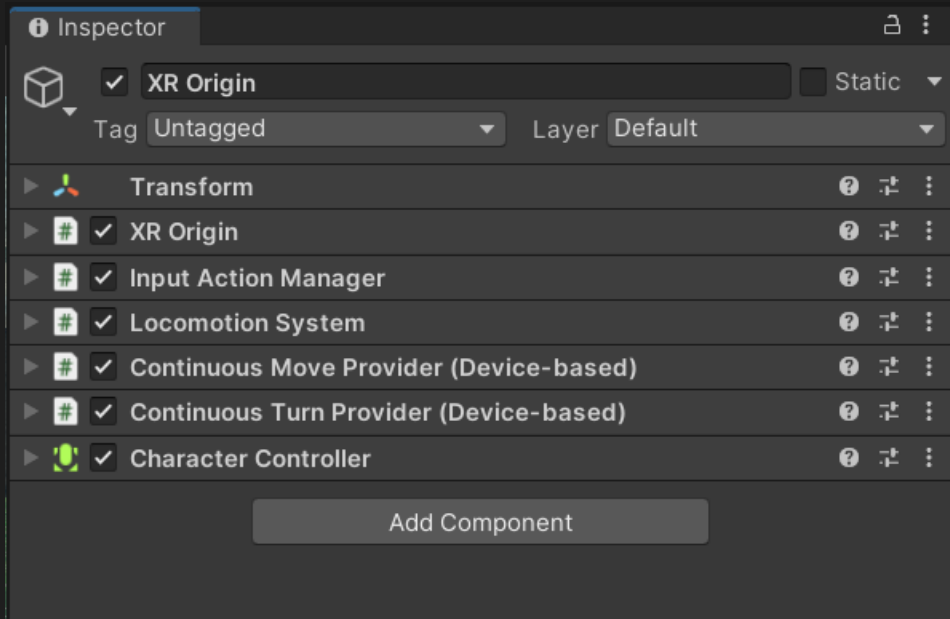 Inspector
XR Origin Static
Tag Untagged Layer Default
Transform
# XR Origin
# Input Action Manager
# Locomotion System
# Continuous Move Provider (Device-based)
# Continuous Turn Provider (Device-based)
Character Controller
Add Component